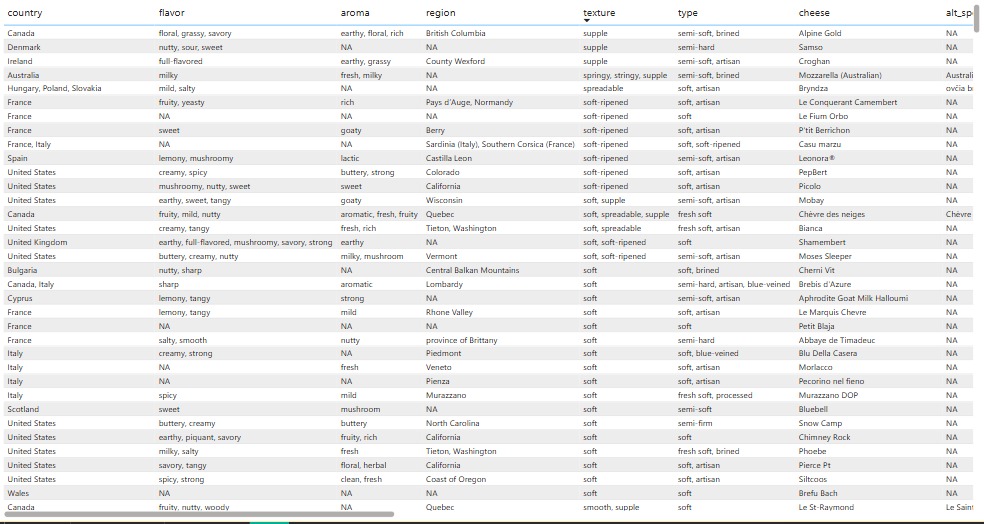 country flavor aroma region texture type cheese alt_sp
Canada floral, grassy, savory earthy, floral, rich British Columbia supple semi-soft, brined Alpine Gold NA
Denmark nutty, sour, sweet NA NA supple semi-hard Samso NA
Ireland full-flavored earthy, grassy County Wexford supple semi-soft, artisan Croghan NA
Australia milky fresh, milky NA springy, stringy, supple semi-soft, brined Mozzarella (Australian) Australi
Hungary, Poland, Slovakia mild, salty NA NA spreadable soft, artisan Bryndza ovčia b
France fruity, yeasty rich Pays d'Auge, Normandy soft-ripened soft, artisan Le Conquerant Camembert NA
France NA NA NA soft-ripened soft Le Fium Orbo NA
France sweet goaty Berry soft-ripened soft, artisan P'tit Berrichon NA
France, Italy NA NA Sardinia (Italy), Southern Corsica (France) soft-ripened soft, soft-ripened Casu marzu NA
Spain lemony, mushroomy lactic Castilla Leon soft-ripened semi-soft, artisan Leonora® NA
United States creamy, spicy buttery, strong Colorado soft-ripened soft, artisan PepBert NA
United States mushroomy, nutty, sweet sweet California soft-ripened soft, artisan Picolo NA
United States earthy, sweet, tangy goaty Wisconsin soft, supple semi-soft, artisan Mobay NA
Canada fruity, mild, nutty aromatic, fresh, fruity Quebec soft, spreadable, supple fresh soft Chèvre des neiges Chèvre
United States creamy, tangy fresh, rich Tieton, Washington soft, spreadable fresh soft, artisan Bianca NA
United Kingdom earthy, full-flavored, mushroomy, savory, strong earthy NA soft, soft-ripened soft Shamembert NA
United States buttery, creamy, nutty milky, mushroom Vermont soft, soft-ripened semi-soft, artisan Moses Sleeper NA
Bulgaria nutty, sharp NA Central Balkan Mountains soft soft, brined Cherni Vit NA
Canada, Italy sharp aromatic Lombardy soft semi-hard, artisan, blue-veined Brebis d'Azure NA
Cyprus lemony, tangy strong NA soft semi-soft, artisan Aphrodite Goat Milk Halloumi NA
France lemony, tangy mild Rhone Valley soft soft, artisan Le Marquis Chevre NA
France NA NA NA soft soft Petit Blaja NA
France salty, smooth nutty province of Brittany soft semi-hard Abbaye de Timadeuc NA
Italy creamy, strong NA Piedmont soft soft, blue-veined Blu Della Casera NA
Italy NA fresh Veneto soft soft, artisan Morlacco NA
Italy NA NA Pienza soft soft, artisan Pecorino nel fieno NA
Italy spicy mild Murazzano soft fresh soft, processed Murazzano DOP NA
Scotland sweet mushroom NA soft semi-soft Bluebell NA
United States buttery, creamy buttery North Carolina soft semi-firm Snow Camp NA
United States earthy, piquant, savory fruity, rich California soft soft Chimney Rock NA
United States milky, salty fresh Tieton, Washington soft fresh soft, brined Phoebe NA
United States savory, tangy floral, herbal California soft soft, artisan Pierce Pt NA
United States spicy, strong clean, fresh Coast of Oregon soft soft, artisan Siltcoos NA
Wales NA NA NA soft soft Brefu Bach NA
Canada fruity, nutty, woody NA Quebec smooth, supple soft Le St-Raymond Le Saint